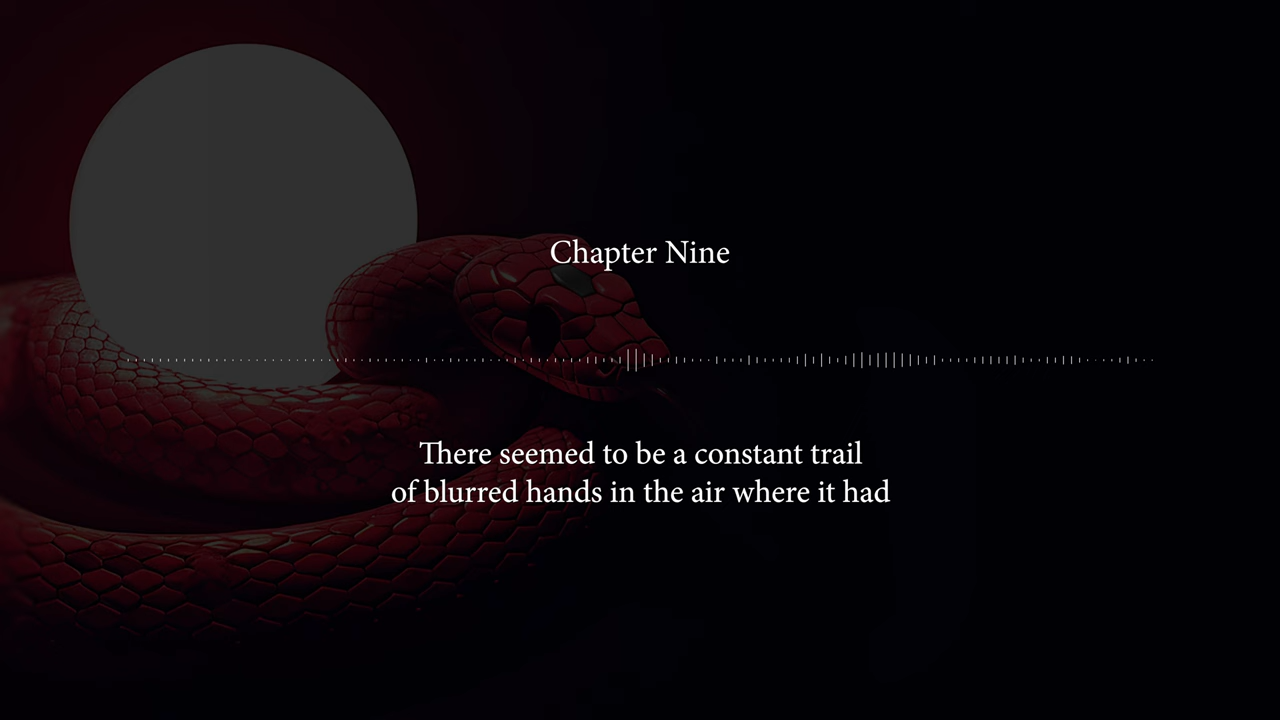 Chapter Nine
There seemed to be a constant trail
of blurred hands in the air where it had